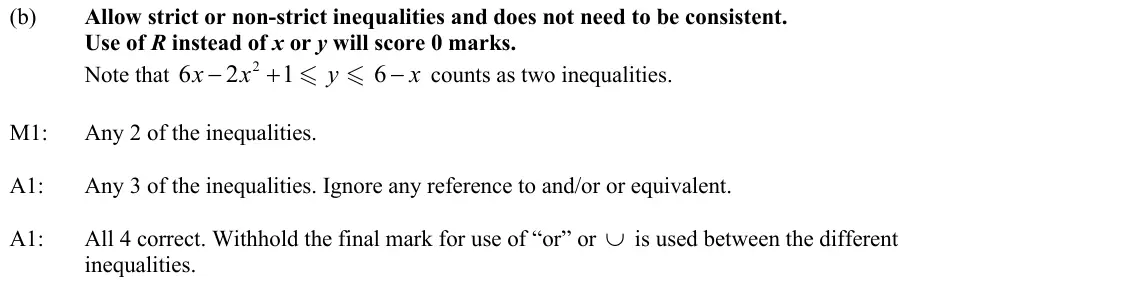 (b) Allow strict or non-strict inequalities and does not need to be consistent.
Use of R instead of x or y will score 0 marks.
Note that 6x − 2x² + 1 ⩽ y ⩽ 6 − x counts as two inequalities.
M1: Any 2 of the inequalities.
A1: Any 3 of the inequalities. Ignore any reference to and/or or equivalent.
A1: All 4 correct. Withhold the final mark for use of “or” or ∪ is used between the different
inequalities.